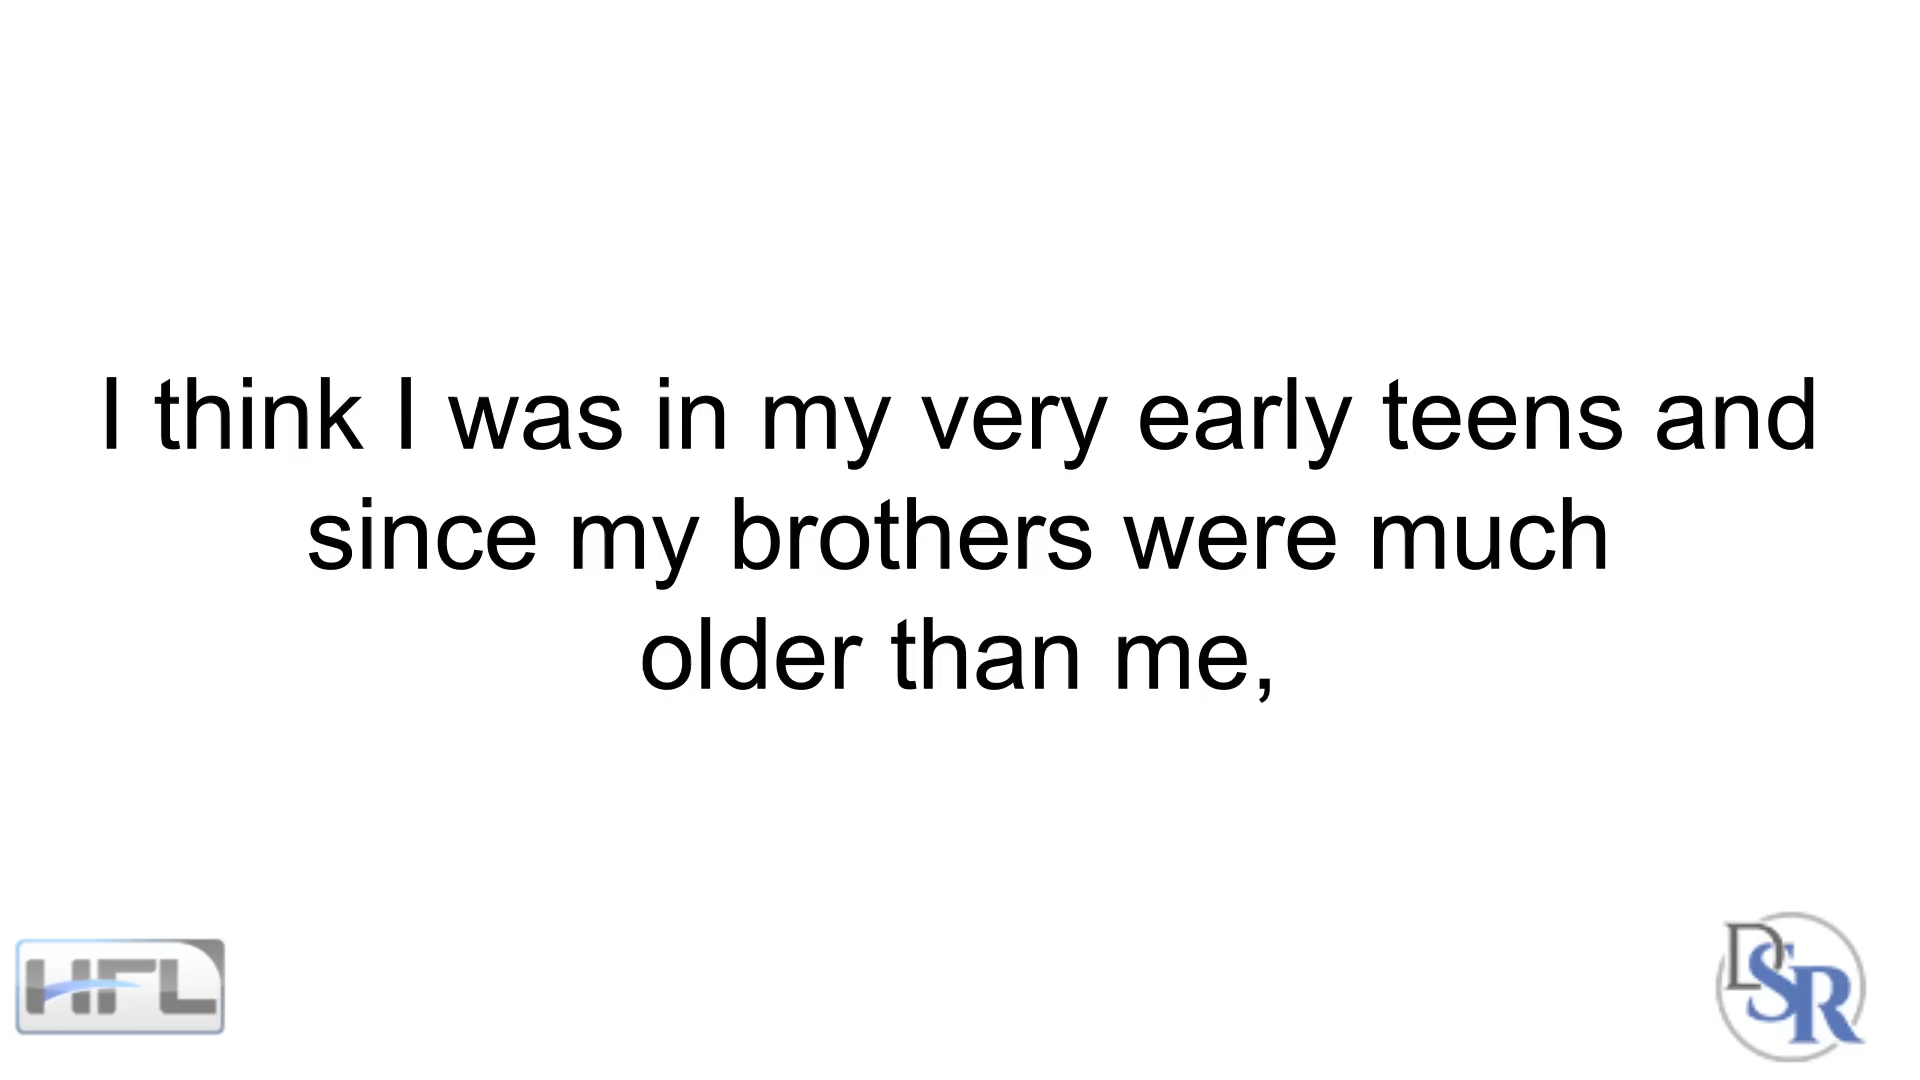 I think I was in my very early teens and
since my brothers were much
older than me,
HFL
DSR